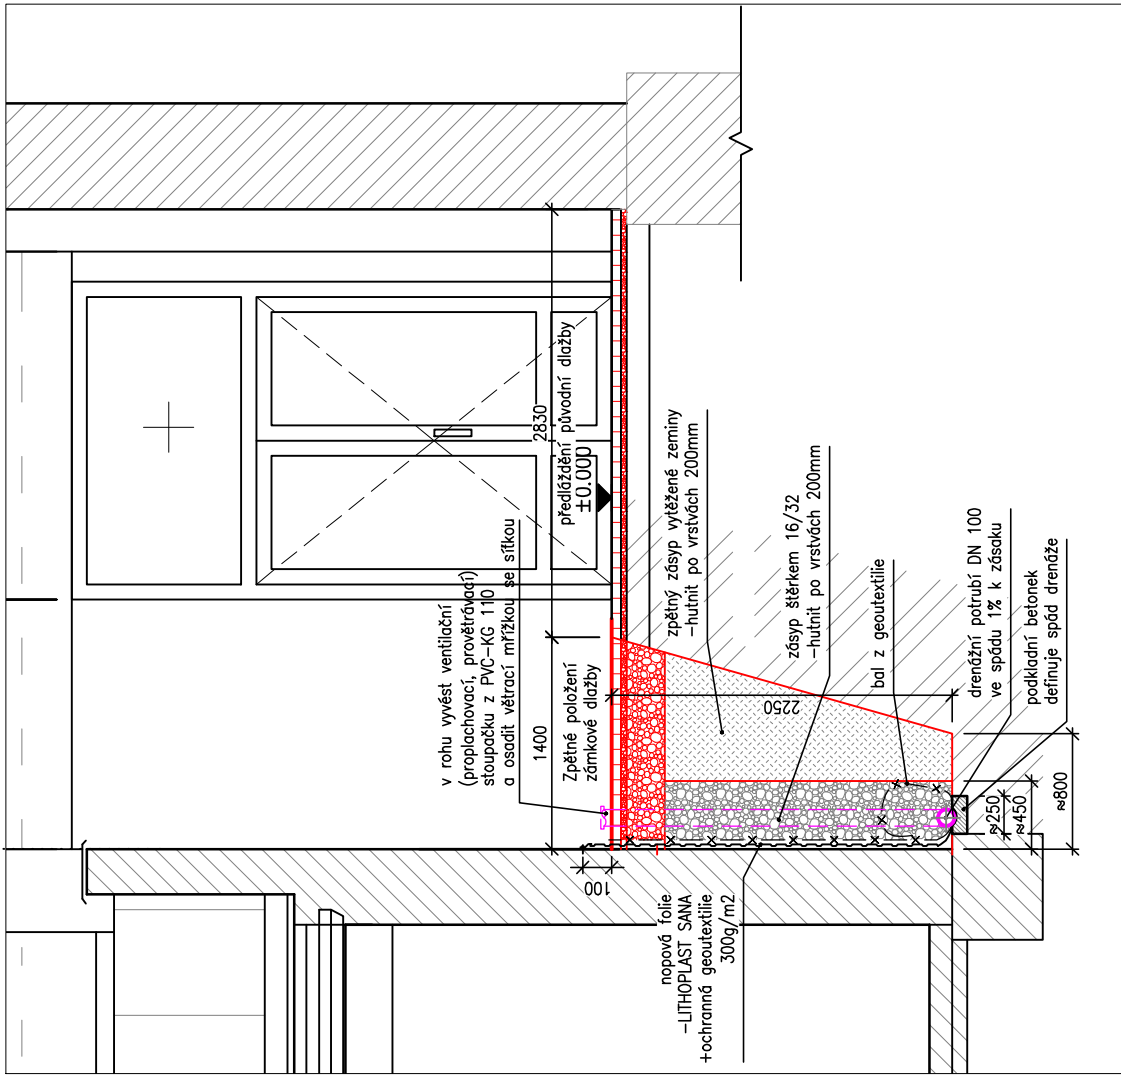 v rohu vyvést ventilační
(proplachovací, provětrávací)
stoupačku z PVC-KG 110
a osadit větrací mřížkou se síťkou
1400
Zpětné položení
zámkové dlažby
2830
předláždění původní dlažby
±0.000
zpětný zásyp vytěžené zeminy
-hutnit po vrstvách 200mm
zásyp štěrkem 16/32
-hutnit po vrstvách 200mm
bal z geoutextilie
drenážní potrubí DN 100
ve spádu 1% k zásaku
podkladní betonek
definuje spád drenáže
2250
100
≈250
≈450
≈800
nopová folie
-LITHOPLAST SANA
+ochranná geoutextilie
300g/m2